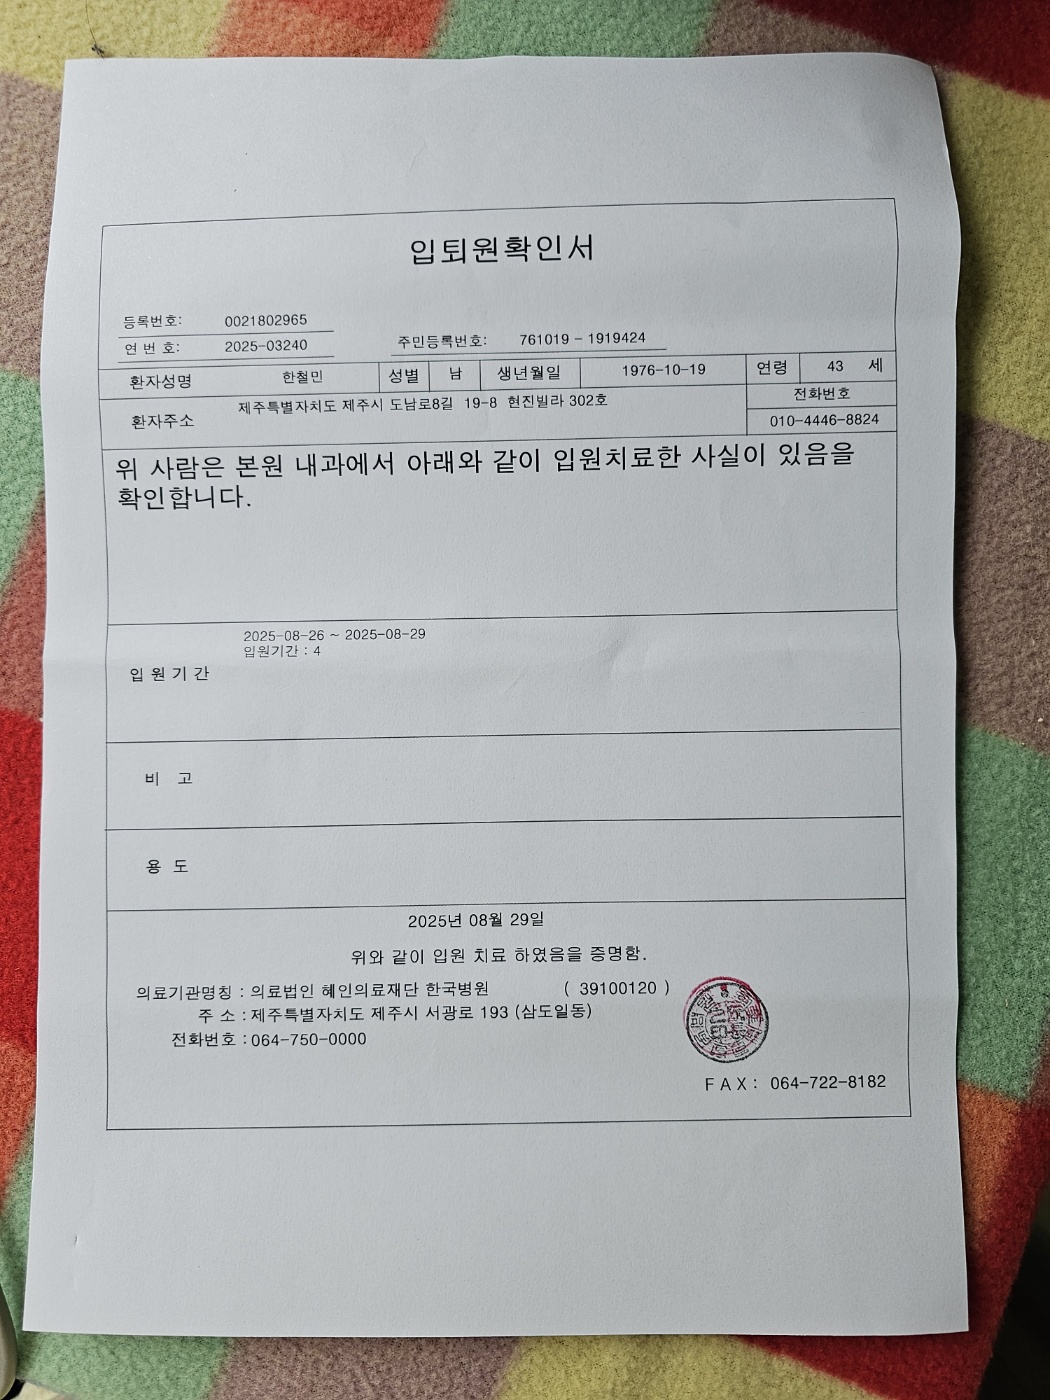 입퇴원확인서
등록번호: 0021802965
연 번 호: 2025-03240 주민등록번호: 761019 - 1919424
환자성명 한철민 성별 남 생년월일 1976-10-19 연령 43 세
환자주소 제주특별자치도 제주시 도남로8길 19-8 현진빌라 302호 전화번호
010-4446-8824
위 사람은 본원 내과에서 아래와 같이 입원치료한 사실이 있음을
확인합니다.
2025-08-26 ~ 2025-08-29
입원기간 : 4
입 원 기 간
비 고
용 도
2025년 08월 29일
위와 같이 입원 치료 하였음을 증명함.
의료기관명칭 : 의료법인 혜인의료재단 한국병원 ( 39100120 )
주 소 : 제주특별자치도 제주시 서광로 193 (삼도일동)
전화번호 : 064-750-0000
F A X : 064-722-8182